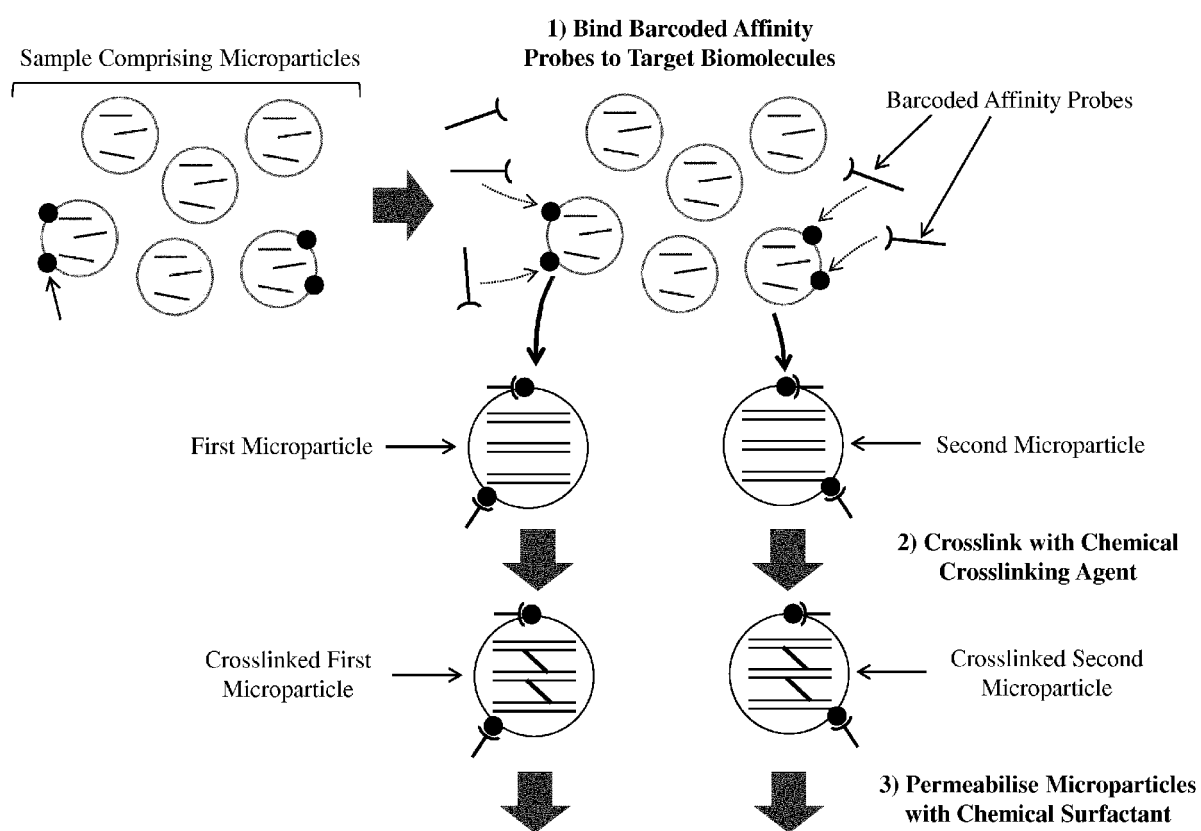 Sample Comprising Microparticles
1) Bind Barcoded Affinity
Probes to Target Biomolecules
Barcoded Affinity Probes
First Microparticle
Second Microparticle
2) Crosslink with Chemical
Crosslinking Agent
Crosslinked First
Microparticle
Crosslinked Second
Microparticle
3) Permeabilise Microparticles
with Chemical Surfactant